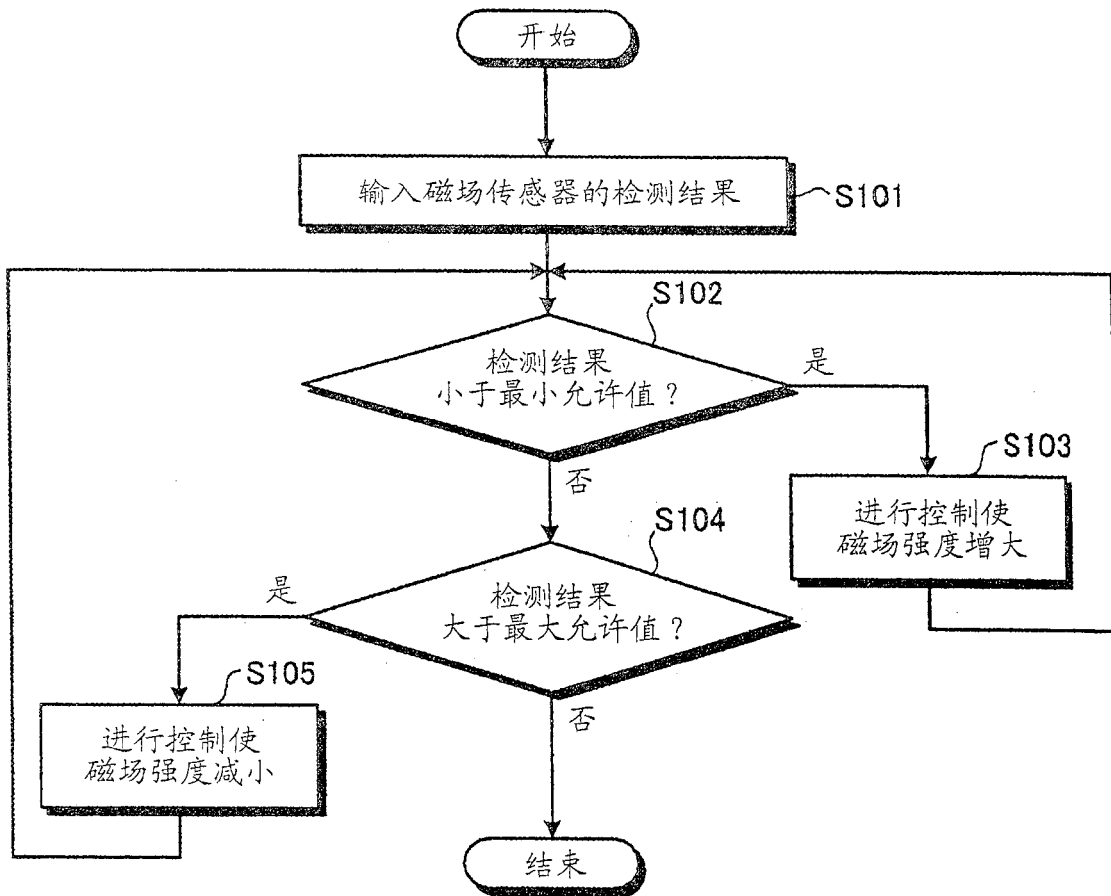 开始
输入磁场传感器的检测结果
S101
S102
检测结果
小于最小允许值？
是
否
S103
进行控制使
磁场强度增大
S104
检测结果
大于最大允许值？
是
否
S105
进行控制使
磁场强度减小
结束